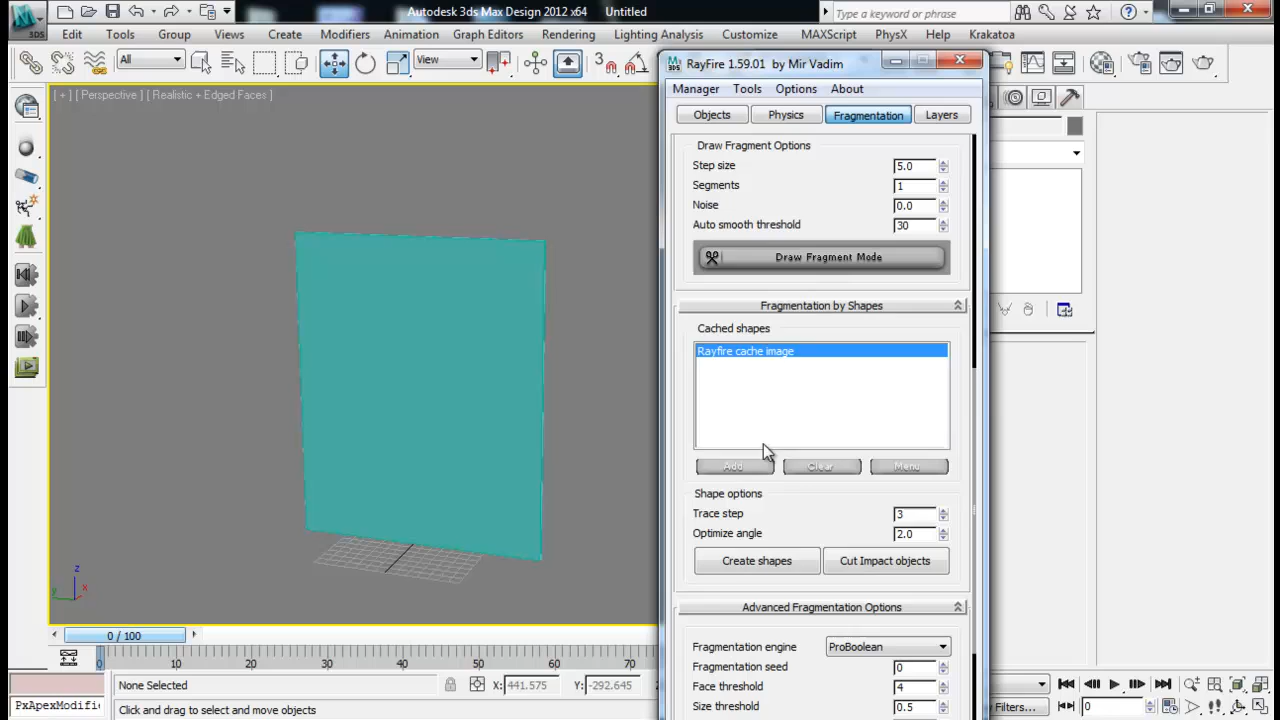 Autodesk 3ds Max Design 2012 x64 Untitled
Type a keyword or phrase
3DS
Edit Tools Group Views Create Modifiers Animation Graph Editors Rendering Lighting Analysis Customize MAXScript PhysX Help Krakatoa
All
View
3
RayFire 1.59.01 by Mir Vadim
Manager Tools Options About
Objects Physics Fragmentation Layers
[ + ] [ Perspective ] [ Realistic + Edged Faces ]
Draw Fragment Options
Step size 5.0
Segments 1
Noise 0.0
Auto smooth threshold 30
Draw Fragment Mode
Fragmentation by Shapes
Cached shapes
Rayfire cache image
Add Clear Menu
Shape options
Trace step 3
Optimize angle 2.0
Create shapes Cut Impact objects
Advanced Fragmentation Options
Fragmentation engine ProBoolean
Fragmentation seed 0
Face threshold 4
Size threshold 0.5
z
x
y
0 / 100
0 10 20 30 40 50 60 70
None Selected X: 441.575 Y: -292.645
PxApexModifi
Click and drag to select and move objects
Filters...
0